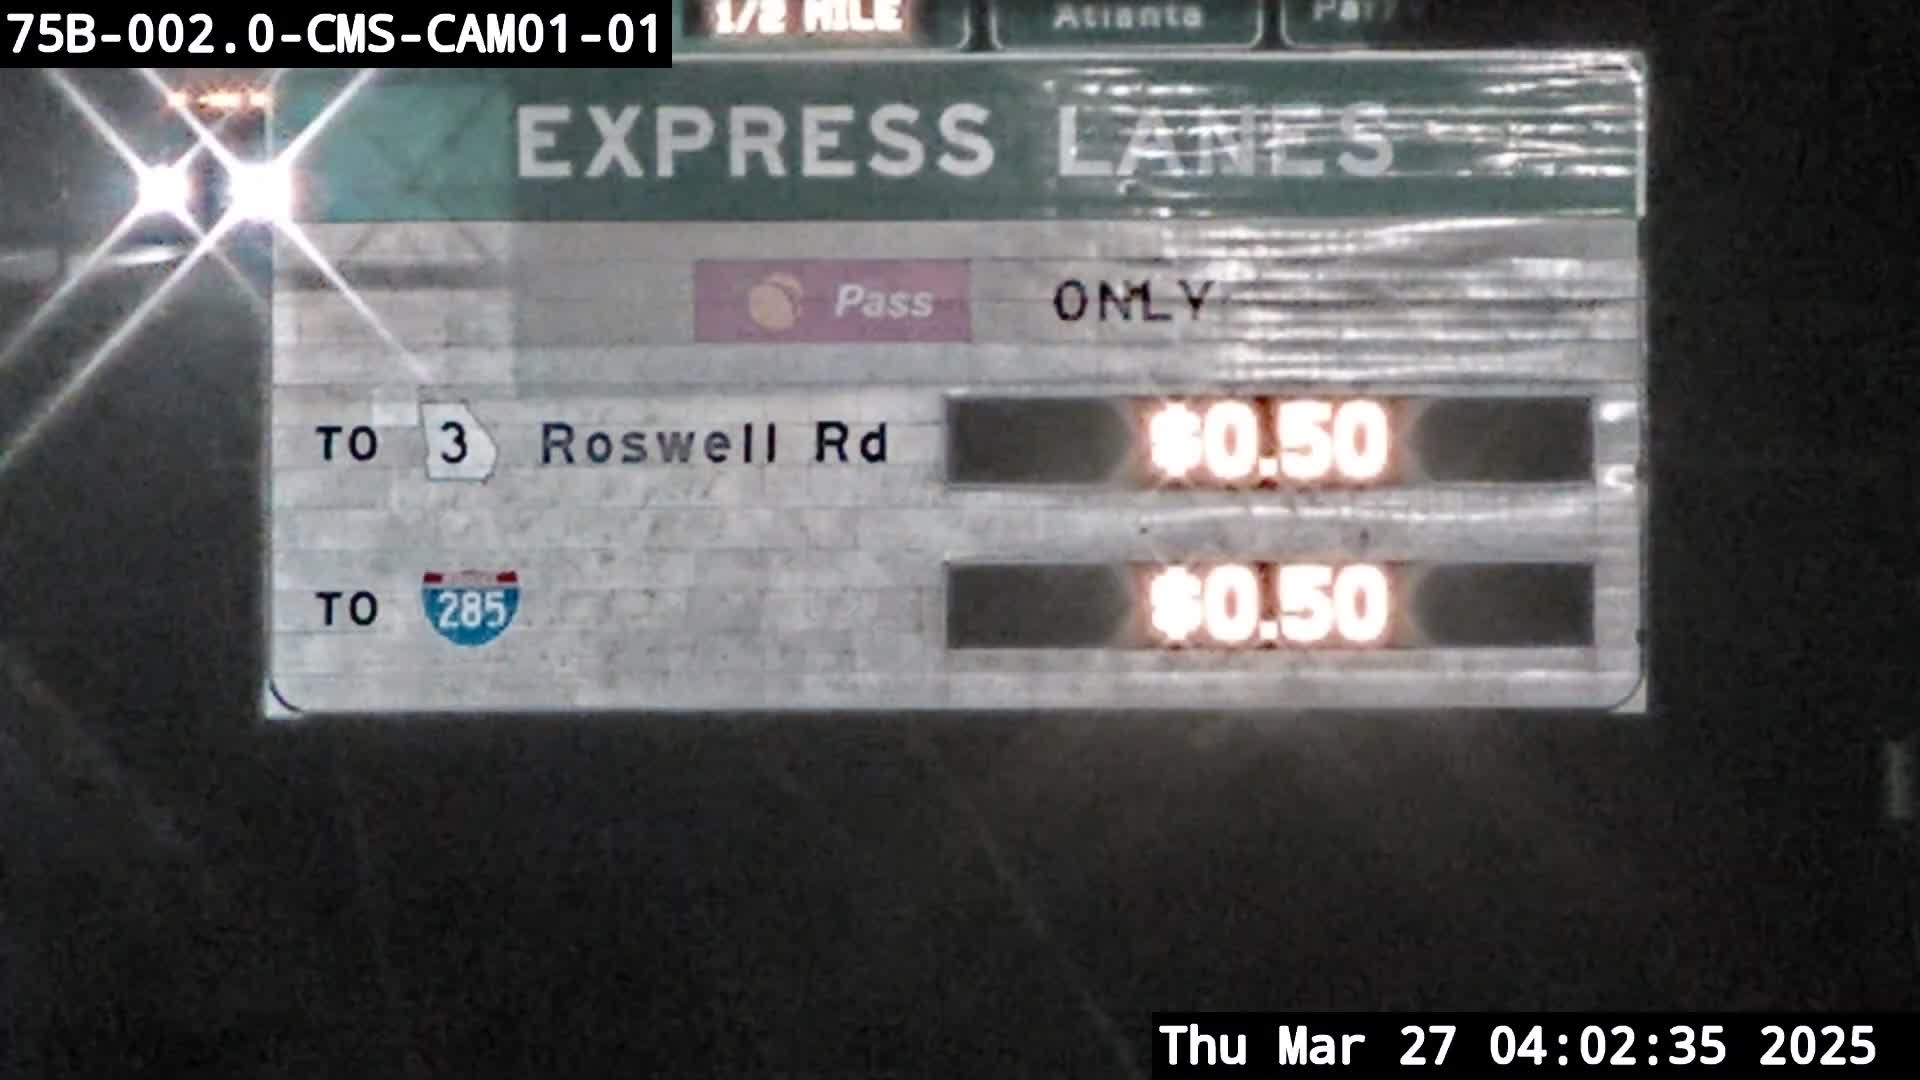 75B-002.0-CMS-CAM01-01
1/2 MILE
Atlanta
EXPRESS LANES
Pass ONLY
TO 3 Roswell Rd $0.50
TO 285 $0.50
Thu Mar 27 04:02:35 2025